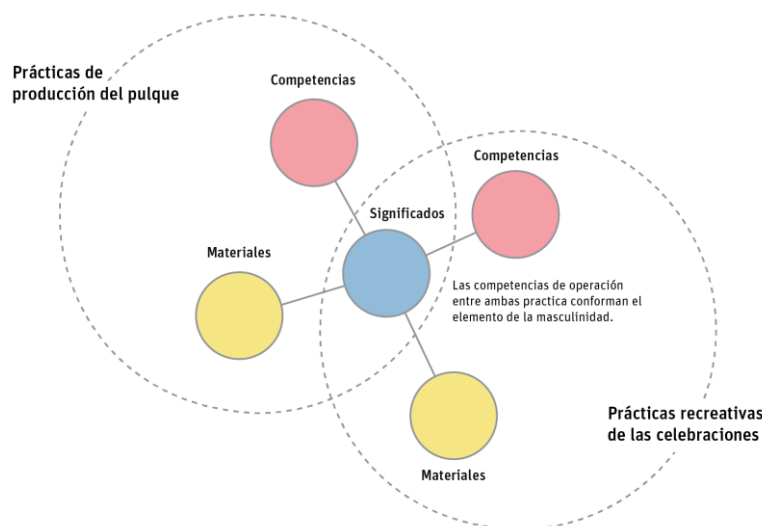 Prácticas de
producción del pulque
Competencias
Competencias
Significados
Materiales
Las competencias de operación
entre ambas practica conforman el
elemento de la masculinidad.
Prácticas recreativas
de las celebraciones
Materiales